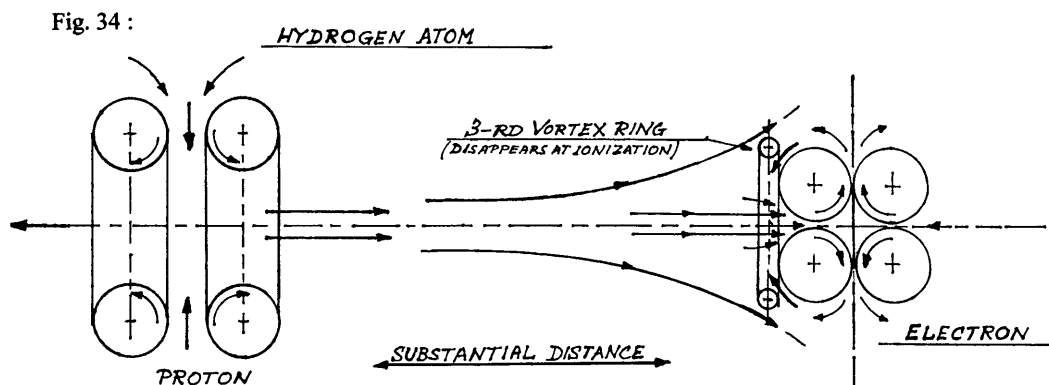 Fig. 34 :
HYDROGEN ATOM
3-RD VORTEX RING
(DISAPPEARS AT IONIZATION)
ELECTRON
SUBSTANTIAL DISTANCE
PROTON